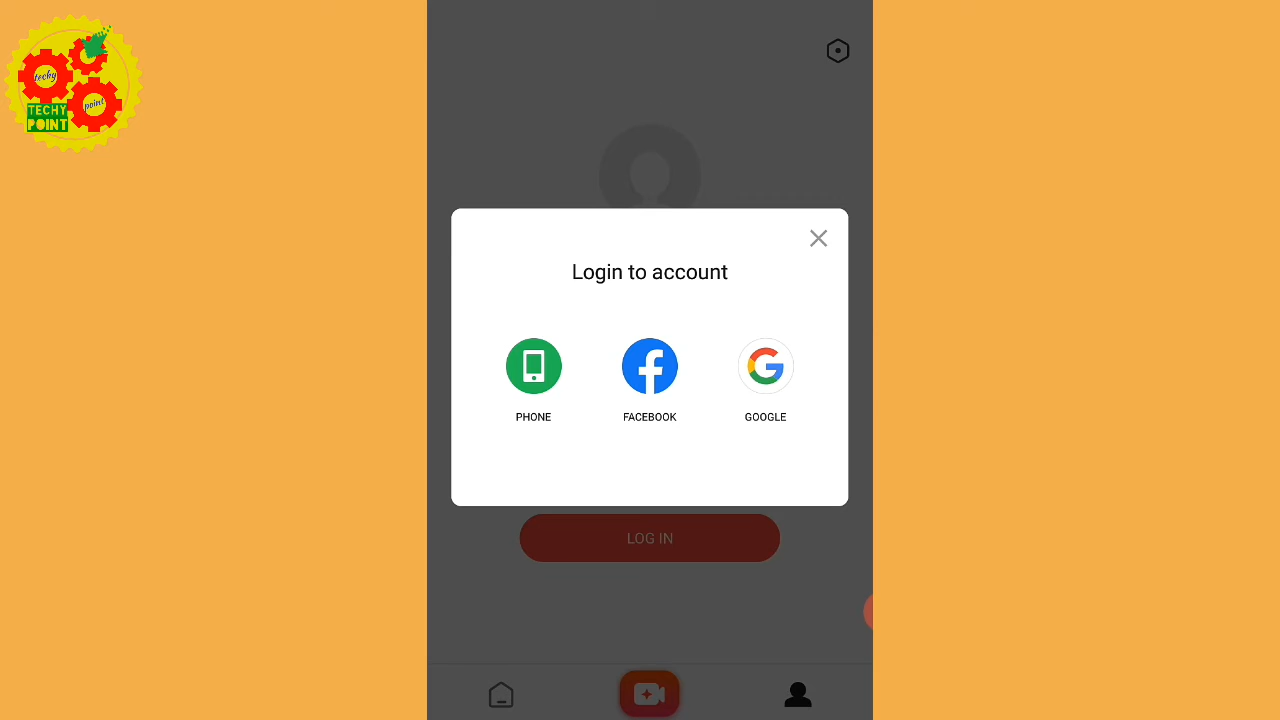 techy
point
TECHY
POINT
Login to account
PHONE
FACEBOOK
GOOGLE
LOG IN